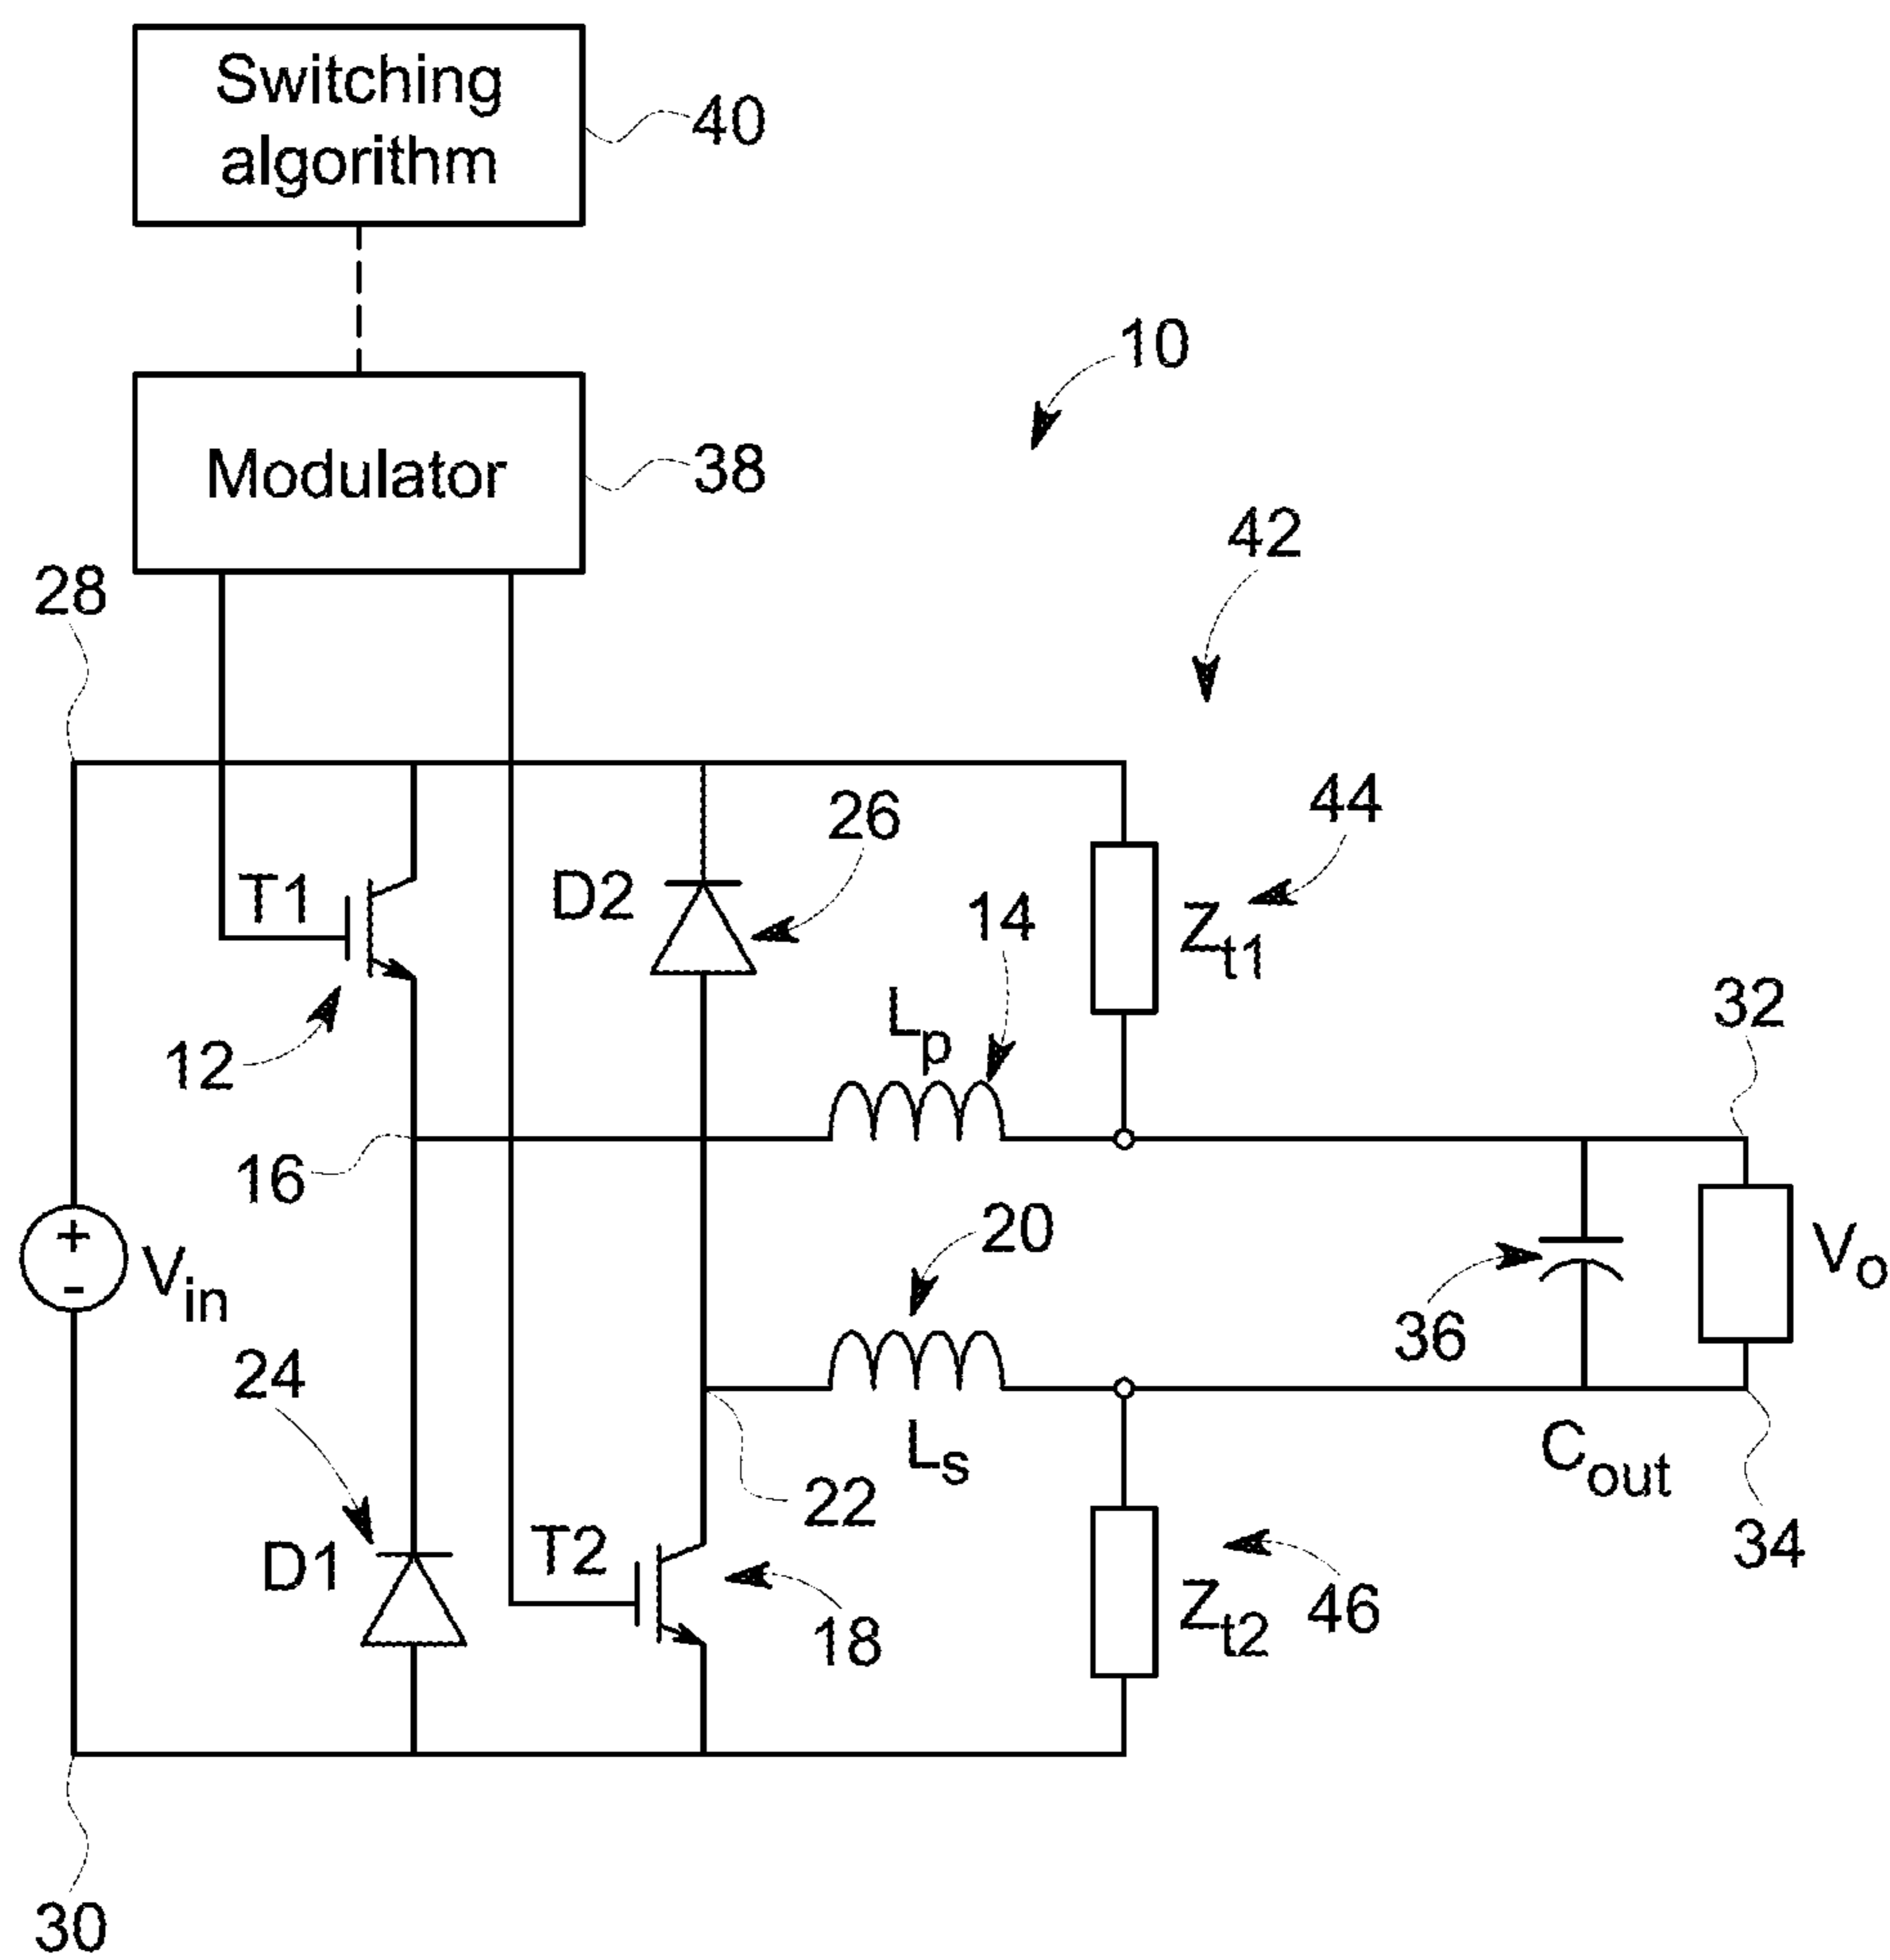 Switching
algorithm
40
10
Modulator
38
42
28
44
26
T1
D2
14
Zt1
Lp
32
12
16
20
+
-
Vin
Vo
36
24
Ls
Cout
22
34
D1
T2
18
Zt2
46
30